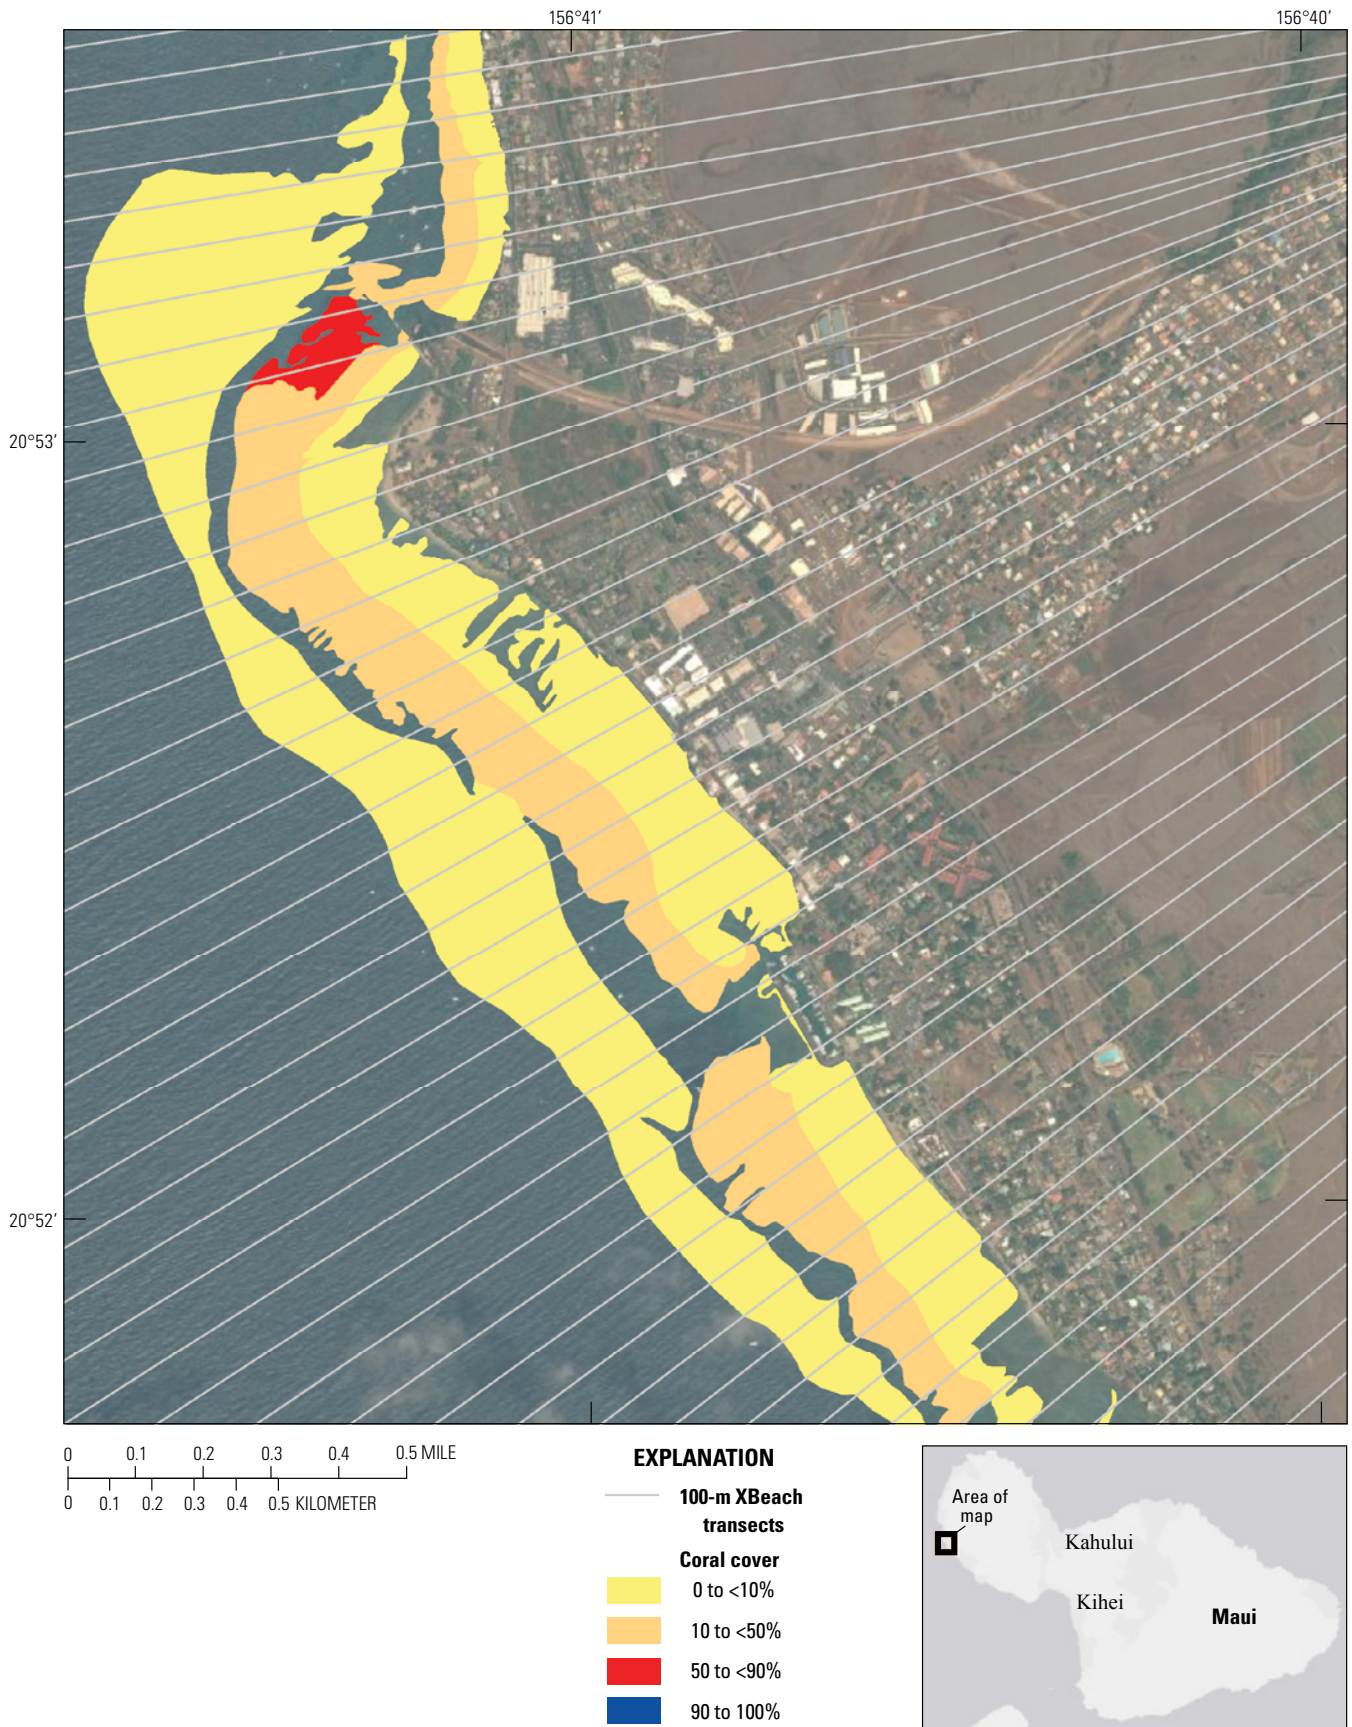 156°41′
156°40′
20°53′
20°52′
0 0.1 0.2 0.3 0.4 0.5 MILE
0 0.1 0.2 0.3 0.4 0.5 KILOMETER
EXPLANATION
100-m XBeach
transects
Coral cover
0 to <10%
10 to <50%
50 to <90%
90 to 100%
Area of
map
Kahului
Kihei
Maui